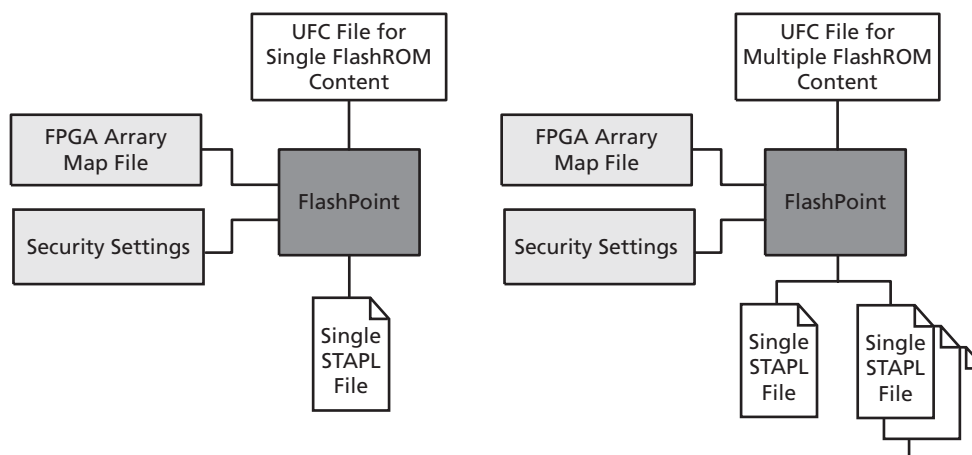 UFC File for
Single FlashROM
Content
FPGA Arrary
Map File
FlashPoint
Security Settings
Single
STAPL
File
UFC File for
Multiple FlashROM
Content
FPGA Arrary
Map File
FlashPoint
Security Settings
Single
STAPL
File
Single
STAPL
File